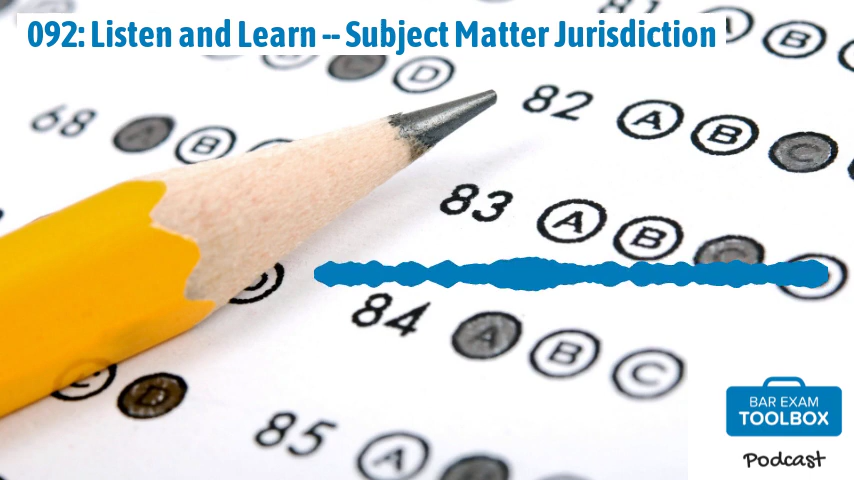 092: Listen and Learn -- Subject Matter Jurisdiction
B
D
82 A B C
68 A B
83 A B C
D
84 A B C
D
85 A
BAR EXAM
TOOLBOX
Podcast